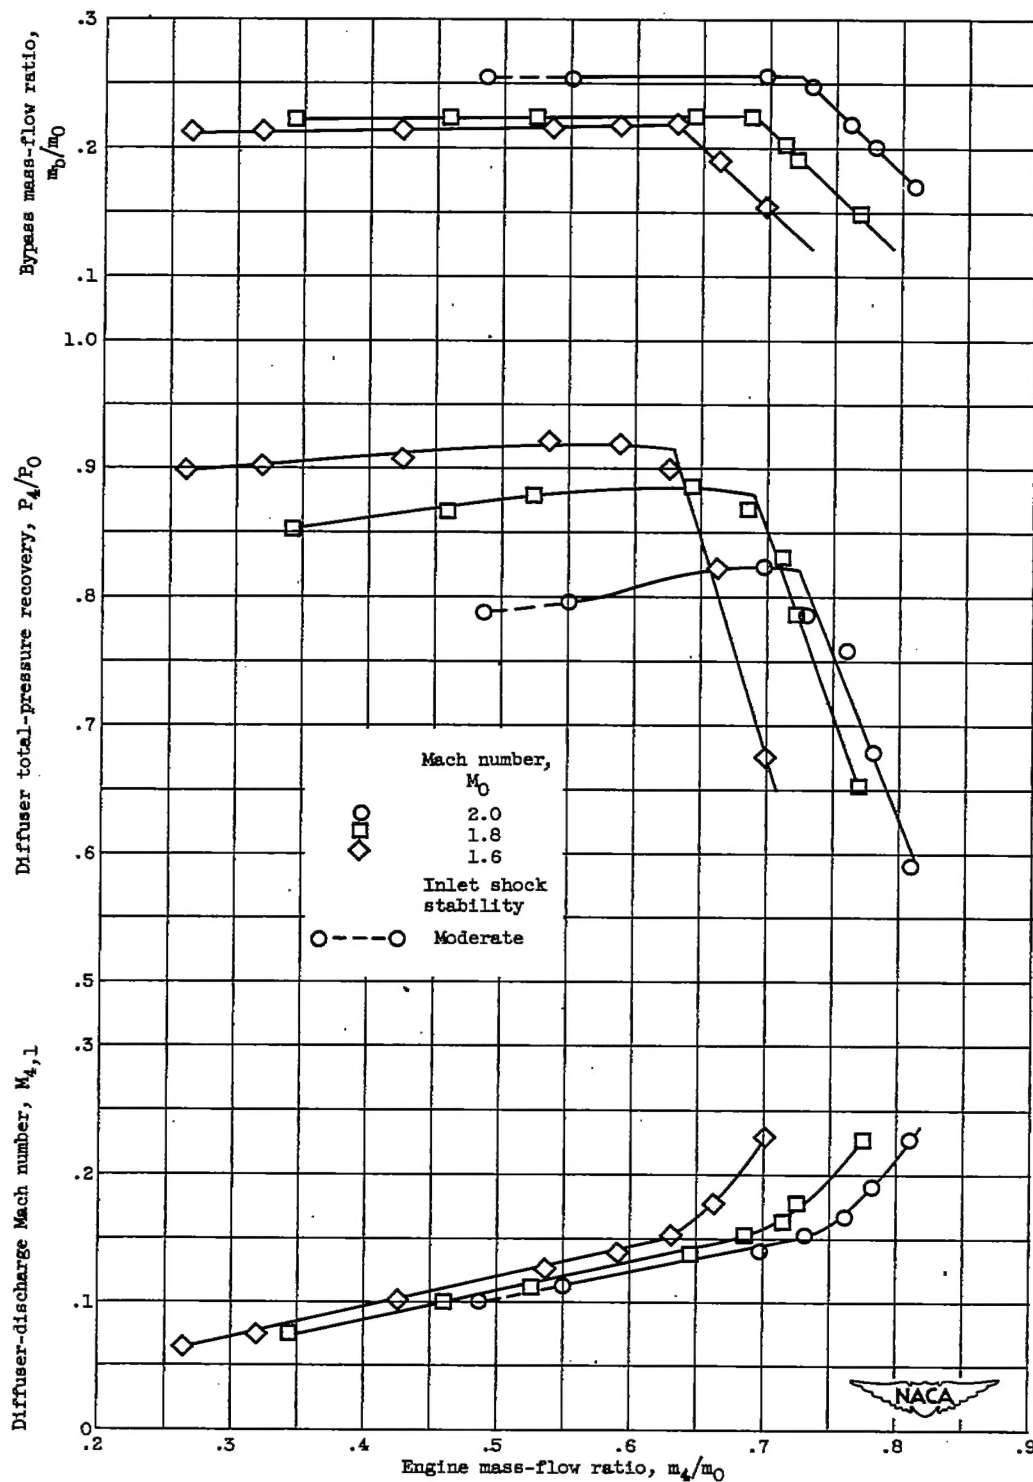 Bypass mass-flow ratio,
m_b/m_0
.3
.2
.1
Diffuser total-pressure recovery, P_4/P_0
1.0
.9
.8
.7
.6
.5
Mach number,
M_0
2.0
1.8
1.6
Inlet shock
stability
Moderate
Diffuser-discharge Mach number, M_4,1
.3
.2
.1
0
NACA
.2 .3 .4 .5 .6 .7 .8 .9
Engine mass-flow ratio, m_4/m_0